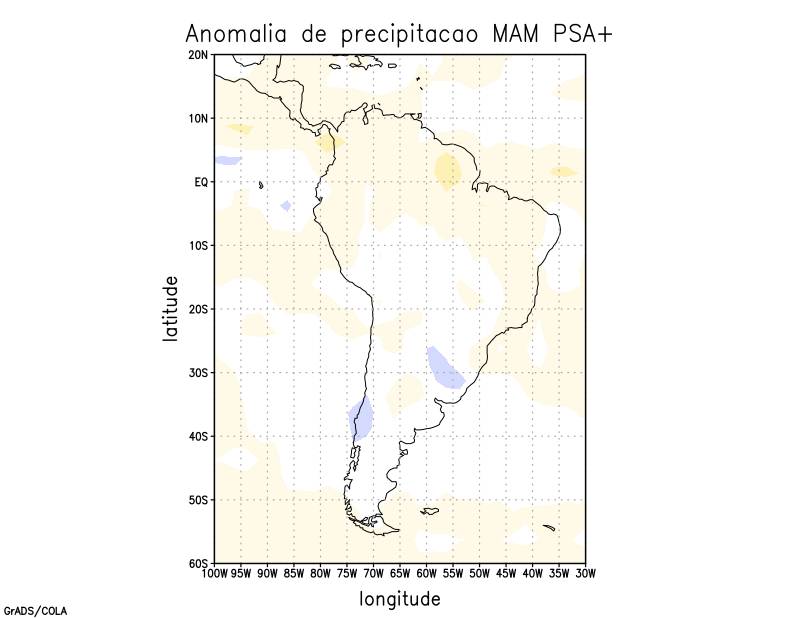 Anomalia de precipitacao MAM PSA+
20N
10N
EQ
10S
20S
30S
40S
50S
60S
latitude
100W 95W 90W 85W 80W 75W 70W 65W 60W 55W 50W 45W 40W 35W 30W
longitude
GrADS/COLA